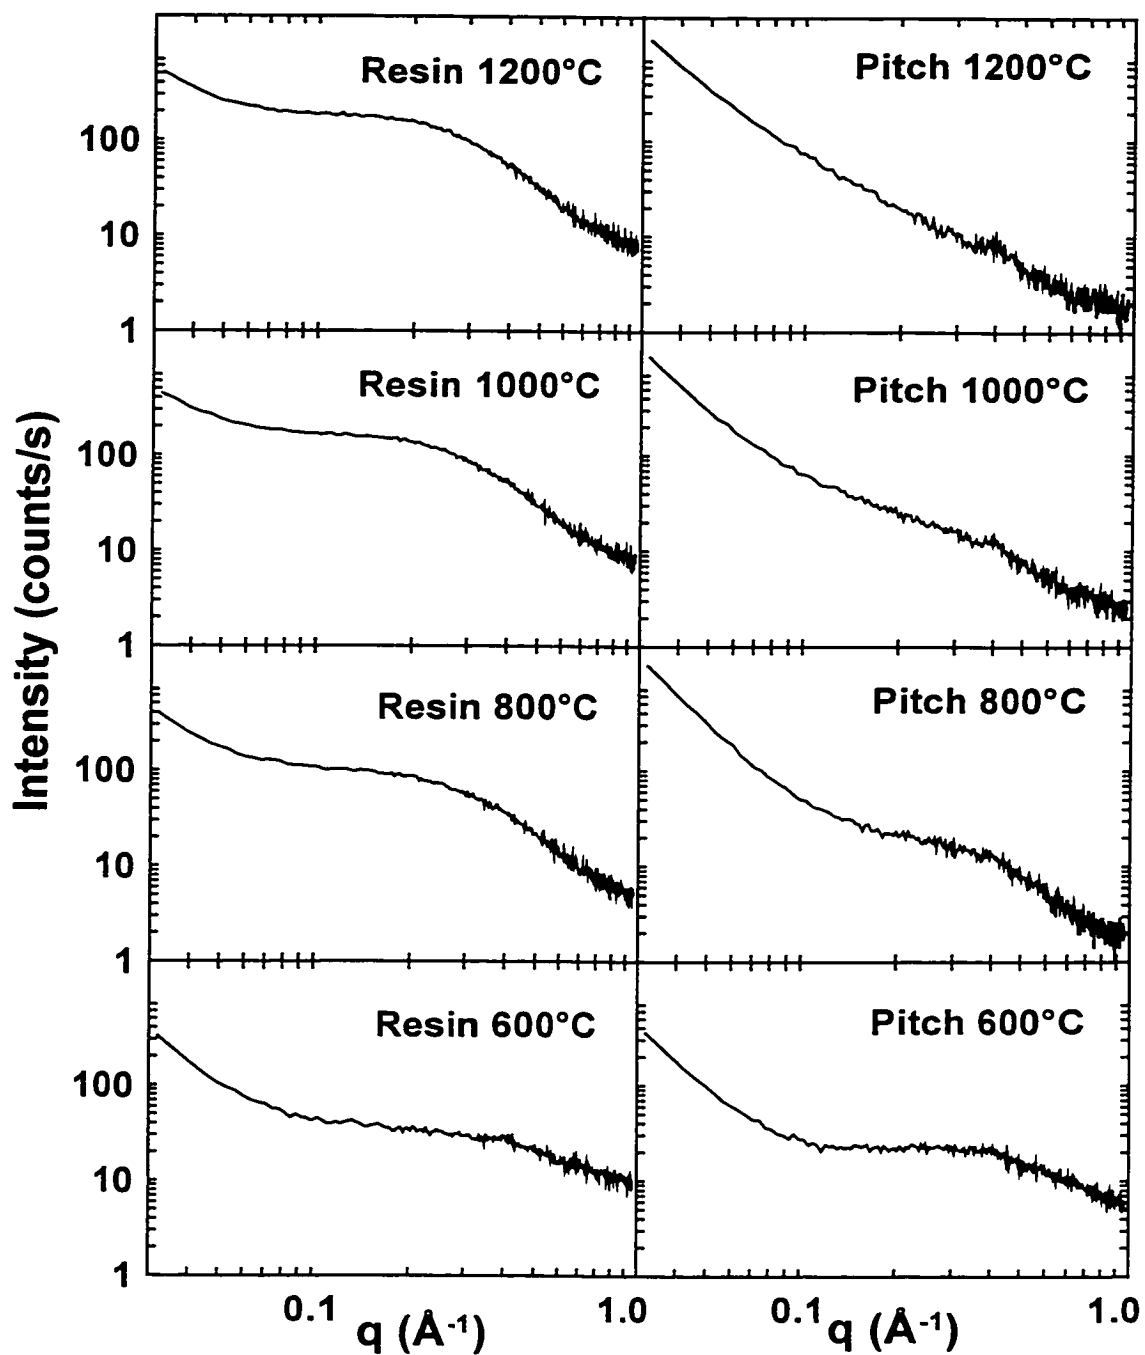 Resin 1200°C
Pitch 1200°C
100
10
1
Resin 1000°C
Pitch 1000°C
100
10
1
Intensity (counts/s)
Resin 800°C
Pitch 800°C
100
10
1
Resin 600°C
Pitch 600°C
100
10
1
0.1
1.0
0.1
1.0
q (Å⁻¹)
q (Å⁻¹)